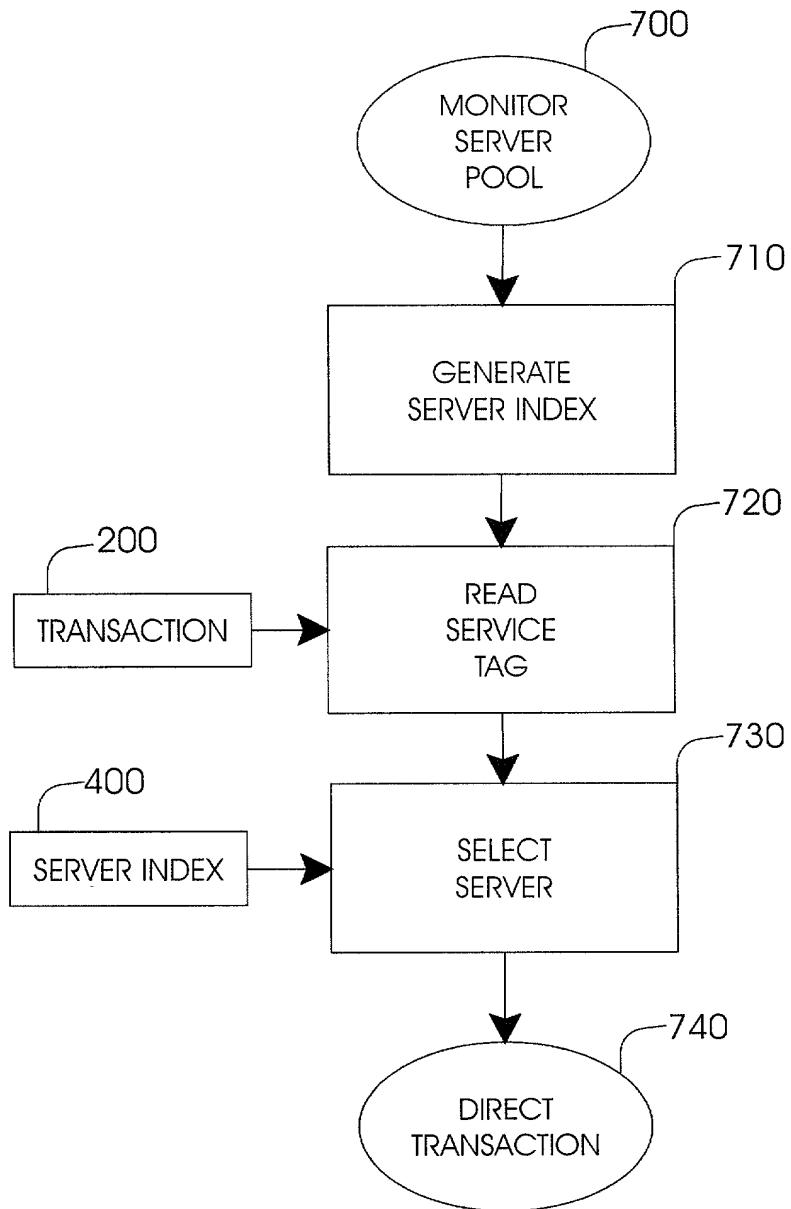 700
MONITOR
SERVER
POOL
710
GENERATE
SERVER INDEX
720
200
TRANSACTION
READ
SERVICE
TAG
730
400
SERVER INDEX
SELECT
SERVER
740
DIRECT
TRANSACTION